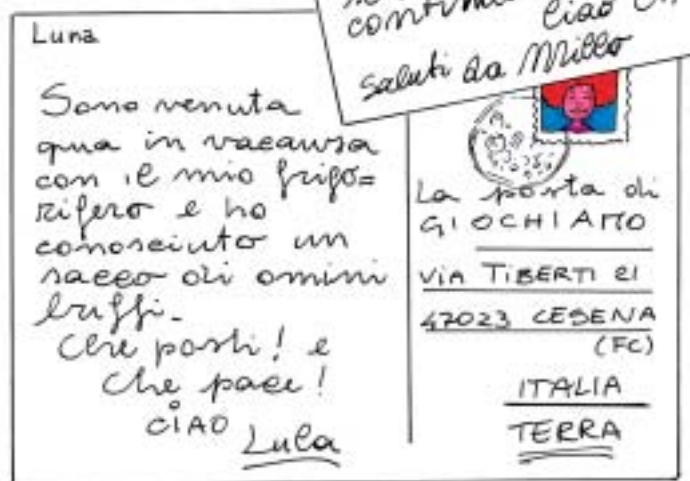 continua
Ciao
Saluti da Millo
Luna
Sono venuta
qua in vacanza
con il mio frigo=
rifero e ho
conosciuto un
sacco di omini
buffi.
Che posti! e
che pace!
CIAO
Lula
La posta di
GIOCHIAMO
VIA TIBERTI 21
47023 CESENA
(FC)
ITALIA
TERRA